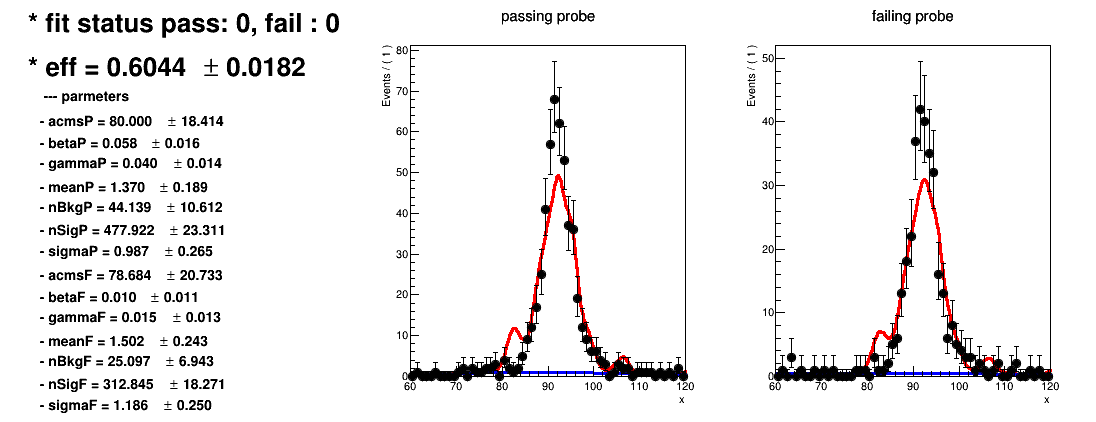 * fit status pass: 0, fail : 0
* eff = 0.6044 ± 0.0182
--- parmeters
- acmsP = 80.000 ± 18.414
- betaP = 0.058 ± 0.016
- gammaP = 0.040 ± 0.014
- meanP = 1.370 ± 0.189
- nBkgP = 44.139 ± 10.612
- nSigP = 477.922 ± 23.311
- sigmaP = 0.987 ± 0.265
- acmsF = 78.684 ± 20.733
- betaF = 0.010 ± 0.011
- gammaF = 0.015 ± 0.013
- meanF = 1.502 ± 0.243
- nBkgF = 25.097 ± 6.943
- nSigF = 312.845 ± 18.271
- sigmaF = 1.186 ± 0.250
passing probe
Events / ( 1 )
80
70
60
50
40
30
20
10
0
60 70 80 90 100 110 120
x
failing probe
Events / ( 1 )
50
40
30
20
10
0
60 70 80 90 100 110 120
x